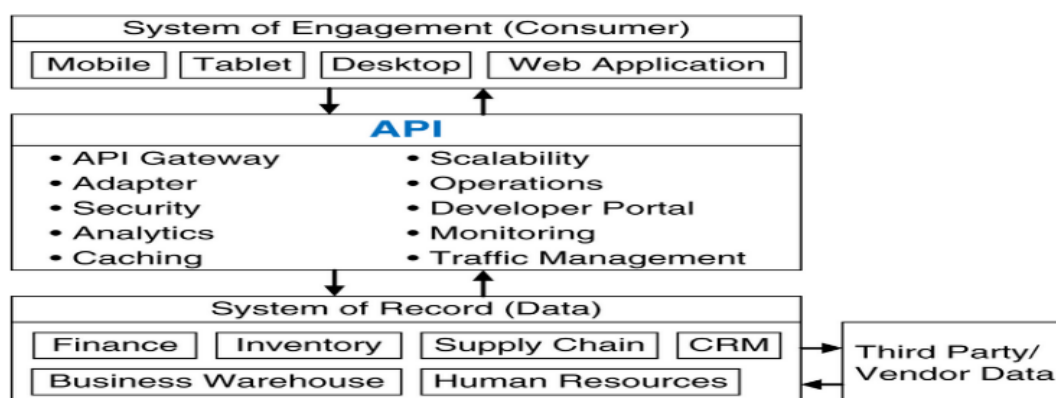 System of Engagement (Consumer)
Mobile Tablet Desktop Web Application
API
• API Gateway
• Adapter
• Security
• Analytics
• Caching
• Scalability
• Operations
• Developer Portal
• Monitoring
• Traffic Management
System of Record (Data)
Finance Inventory Supply Chain CRM
Business Warehouse Human Resources
Third Party/
Vendor Data